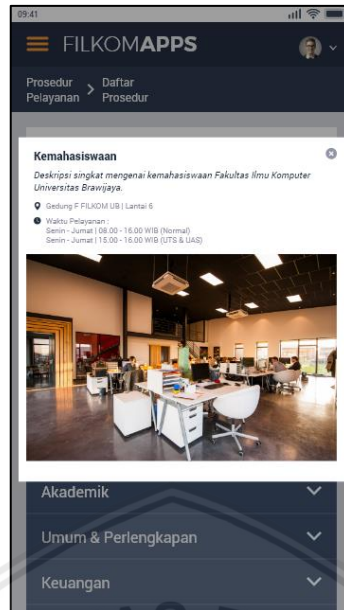 09:41
FILKOMAPPS
Prosedur
Pelayanan > Daftar
Prosedur
Kemahasiswaan
Deskripsi singkat mengenai kemahasiswaan Fakultas Ilmu Komputer
Universitas Brawijaya.
Gedung F FILKOM UB | Lantai 6
Waktu Pelayanan :
Senin - Jumat | 08.00 - 16.00 WIB (Normal)
Senin - Jumat | 15.00 - 16.00 WIB (UTS & UAS)
Akademik
Umum & Perlengkapan
Keuangan